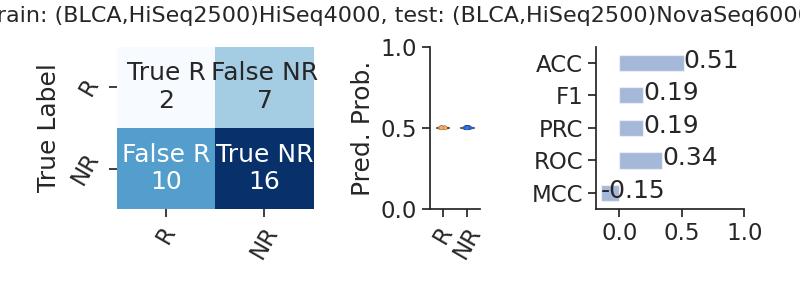 rain: (BLCA,HiSeq2500)HiSeq4000, test: (BLCA,HiSeq2500)NovaSeq600
True Label
R
NR
True R
2
False NR
7
False R
10
True NR
16
R
NR
Pred. Prob.
1.0
0.5
0.0
R
NR
ACC
F1
PRC
ROC
MCC
0.51
0.19
0.19
0.34
-0.15
0.0
0.5
1.0